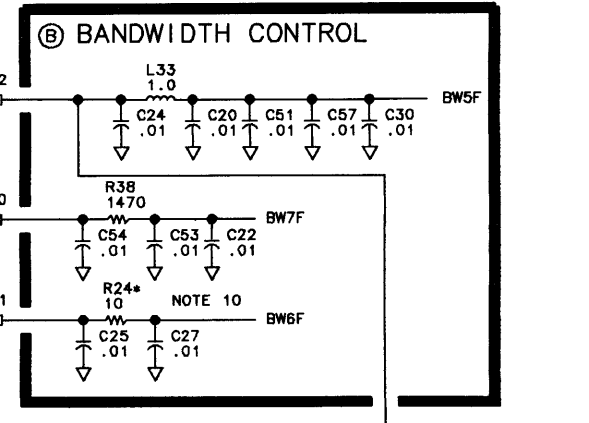 B BANDWIDTH CONTROL
2
L33
1.0
BW5F
C24 C20 C51 C57 C30
.01 .01 .01 .01 .01
0
R38
1470
BW7F
C54 C53 C22
.01 .01 .01
1
R24* NOTE 10
10
BW6F
C25 C27
.01 .01